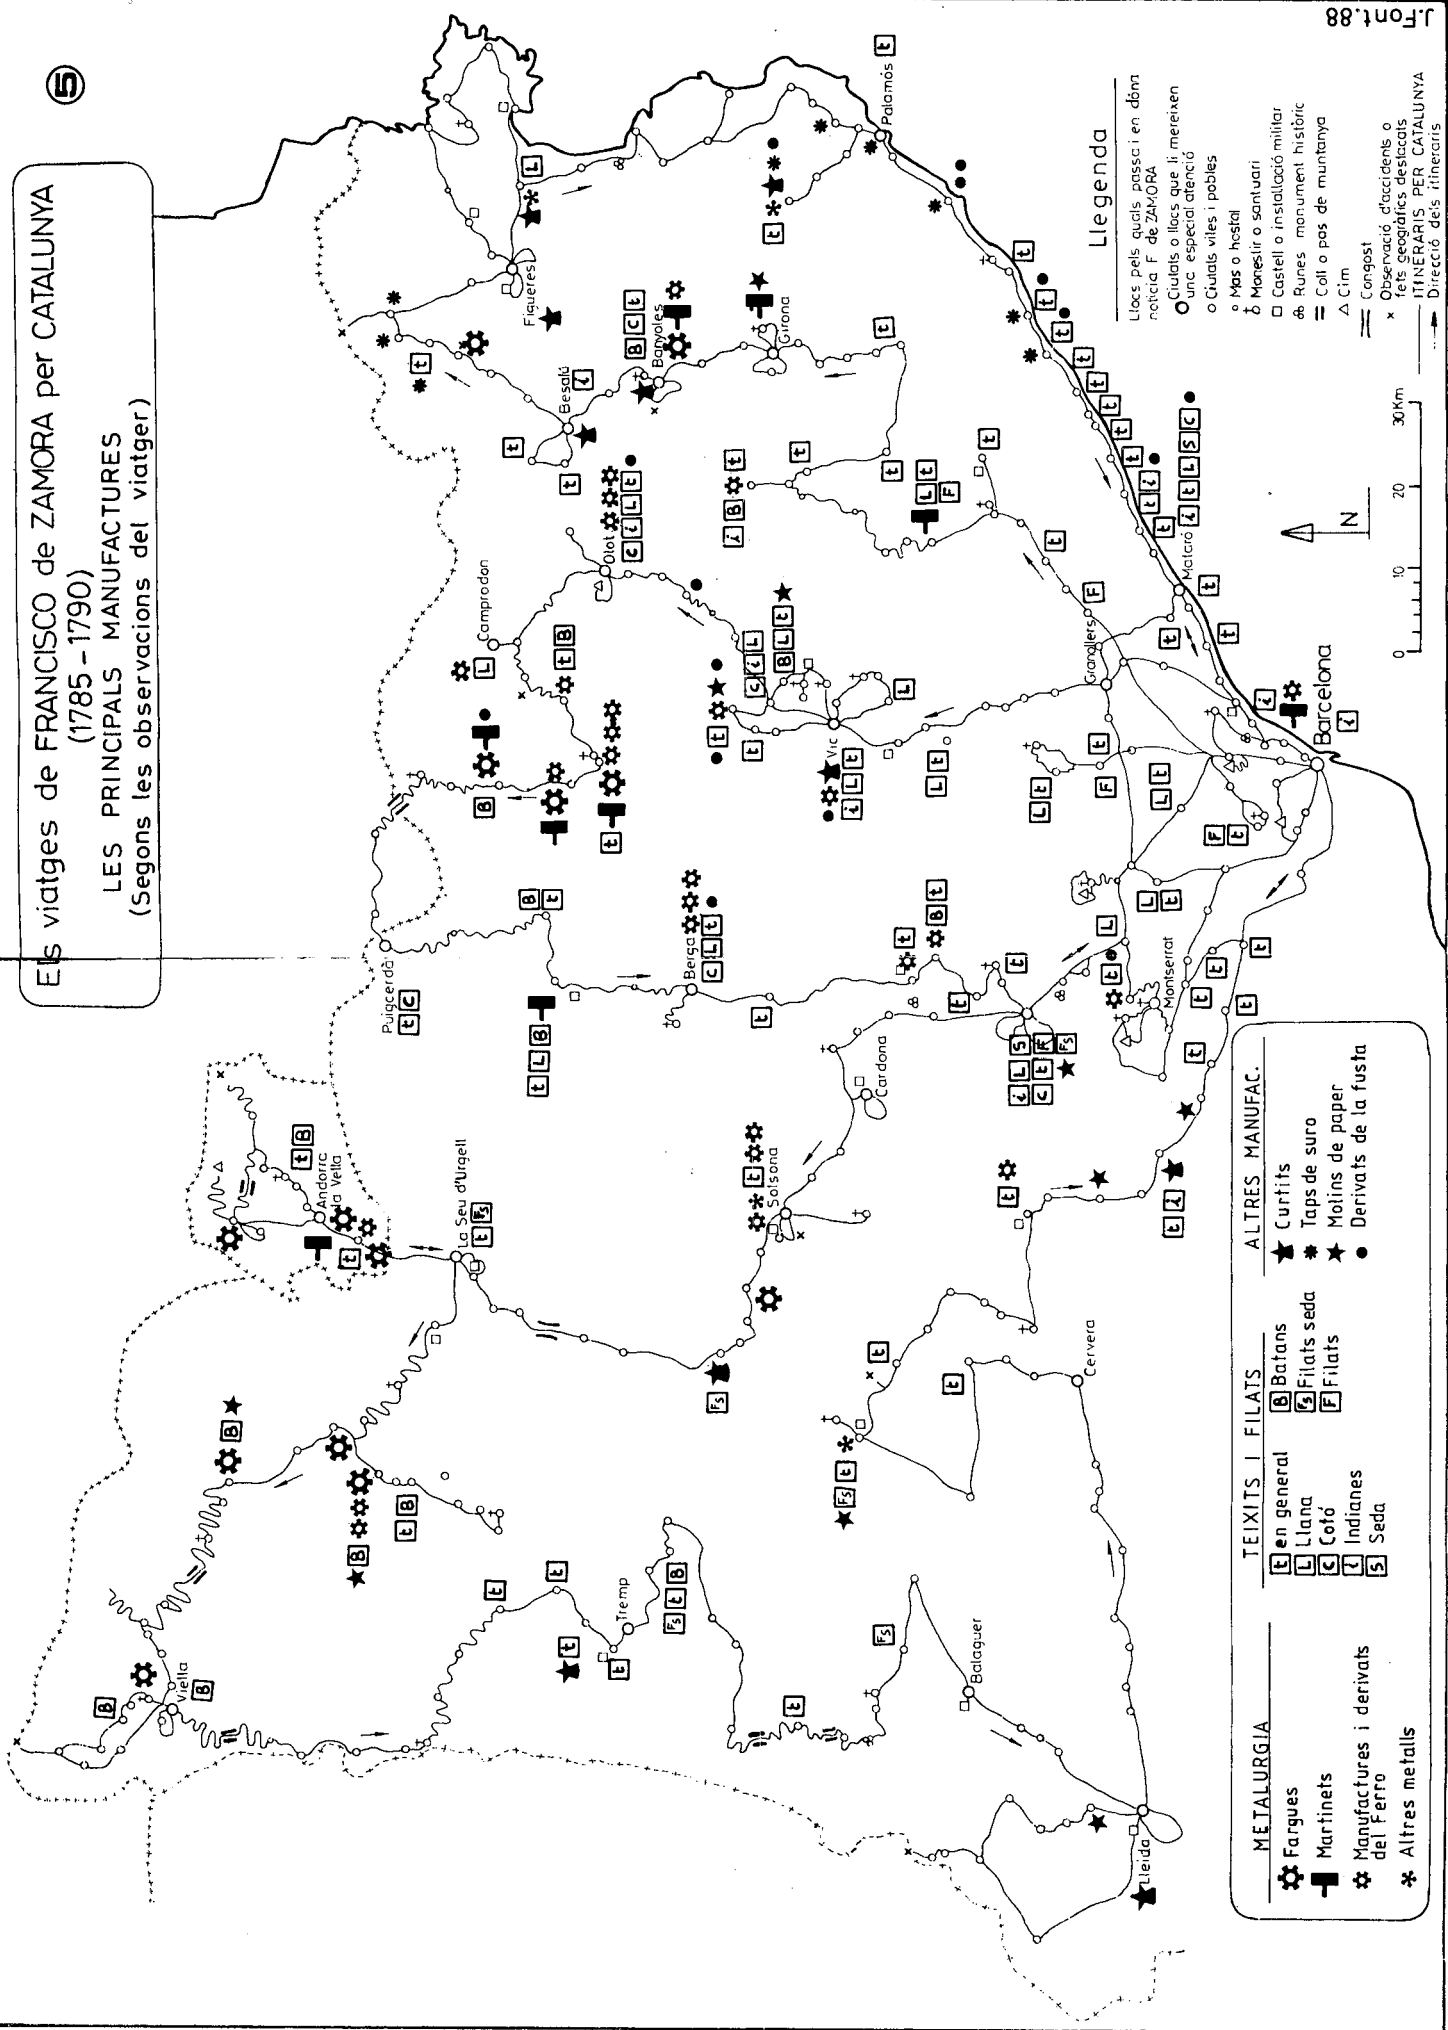 5
Els viatges de FRANCISCO de ZAMORA per CATALUNYA
(1785-1790)
LES PRINCIPALS MANUFACTURES
(Segons les observacions del viatger)
Viella
Tremp
Balaguer
Lleida
Cervera
La Seu d'Urgell
Andorra
la Vella
Solsona
Cardona
Puigcerdà
Berga
Montserrat
Camprodon
Olot
Vic
Granollers
Barcelona
Mataró
Besalú
Banyoles
Girona
Figueres
Palamós
Llegenda
Llocs pels quals passa i en dóna
notícia F de ZAMORA
Ciutats o llocs que li mereixen
una especial atenció
Ciutats viles i pobles
Mas o hostal
Monestir o santuari
Castell o instal·lació militar
Runes monument històric
Coll o pas de muntanya
Cim
Congost
Observació d'accidents o
fets geogràfics destacats
ITINERARIS PER CATALUNYA
Direcció dels itineraris
N
0 10 20 30Km
METALURGIA
Fargues
Martinets
Manufactures i derivats
del Ferro
Altres metalls
TEIXITS I FILATS
t en general
L Llana
C Cotó
i Indianes
S Seda
B Batans
Fs Filats seda
F Filats
ALTRES MANUFAC.
Curtits
Taps de suro
Molins de paper
Derivats de la fusta
J.Font.88